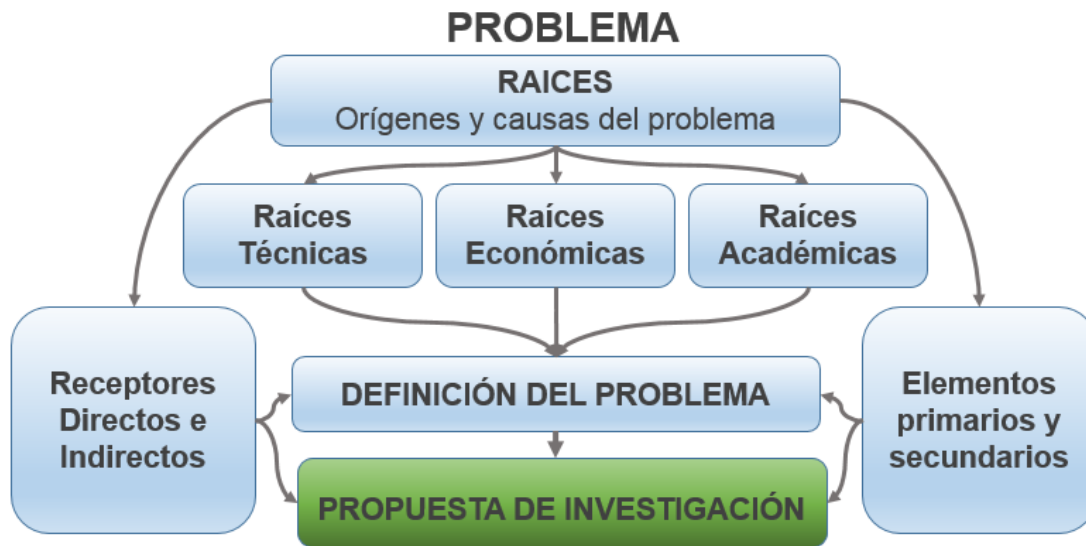 PROBLEMA
RAICES
Orígenes y causas del problema
Raíces
Técnicas
Raíces
Económicas
Raíces
Académicas
Receptores
Directos e
Indirectos
DEFINICIÓN DEL PROBLEMA
Elementos
primarios y
secundarios
PROPUESTA DE INVESTIGACIÓN